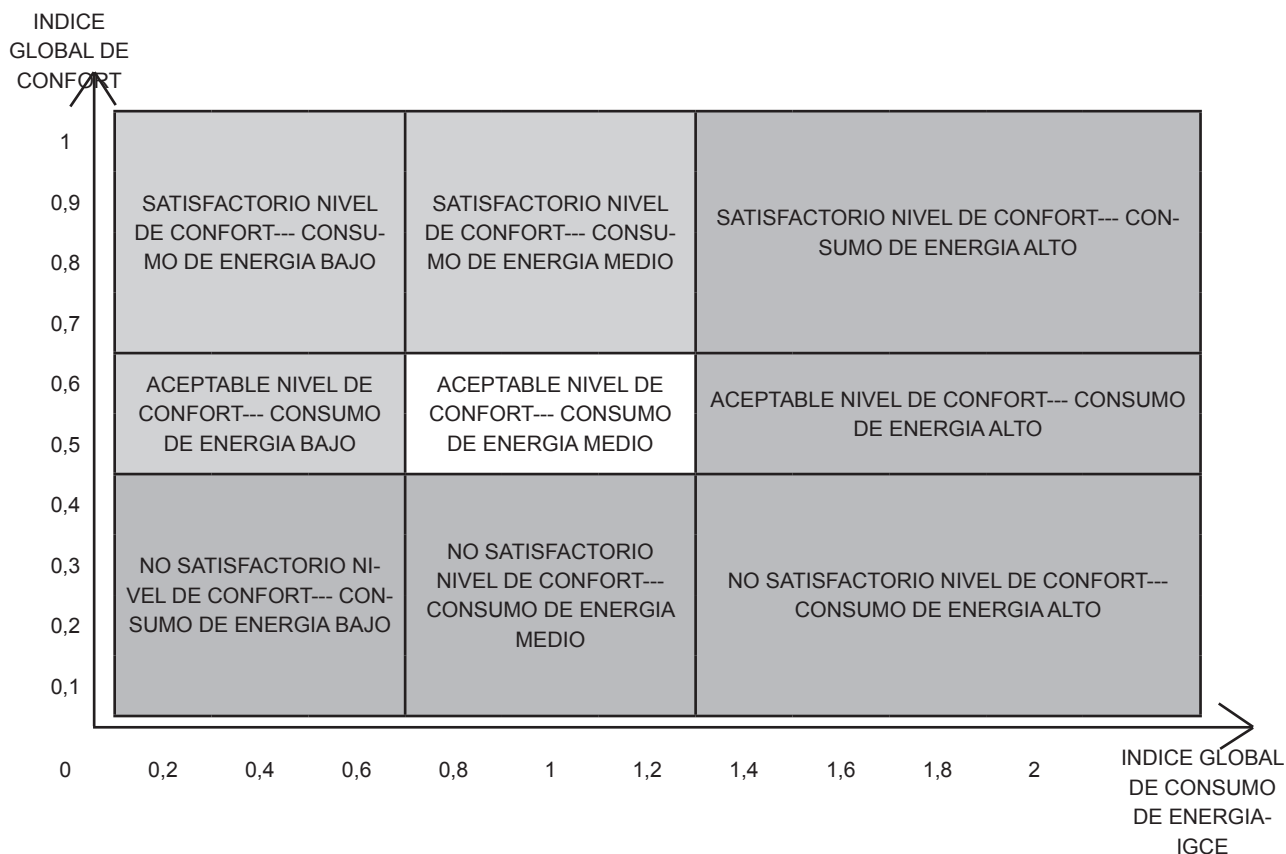 INDICE
GLOBAL DE
CONFORT
1
0,9
0,8
0,7
0,6
0,5
0,4
0,3
0,2
0,1
SATISFACTORIO NIVEL
DE CONFORT--- CONSU-
MO DE ENERGIA BAJO
SATISFACTORIO NIVEL
DE CONFORT--- CONSU-
MO DE ENERGIA MEDIO
SATISFACTORIO NIVEL DE CONFORT--- CON-
SUMO DE ENERGIA ALTO
ACEPTABLE NIVEL DE
CONFORT--- CONSUMO
DE ENERGIA BAJO
ACEPTABLE NIVEL DE
CONFORT--- CONSUMO
DE ENERGIA MEDIO
ACEPTABLE NIVEL DE CONFORT--- CONSUMO
DE ENERGIA ALTO
NO SATISFACTORIO NI-
VEL DE CONFORT--- CON-
SUMO DE ENERGIA BAJO
NO SATISFACTORIO
NIVEL DE CONFORT---
CONSUMO DE ENERGIA
MEDIO
NO SATISFACTORIO NIVEL DE CONFORT---
CONSUMO DE ENERGIA ALTO
0 0,2 0,4 0,6 0,8 1 1,2 1,4 1,6 1,8 2
INDICE GLOBAL
DE CONSUMO
DE ENERGIA-
IGCE